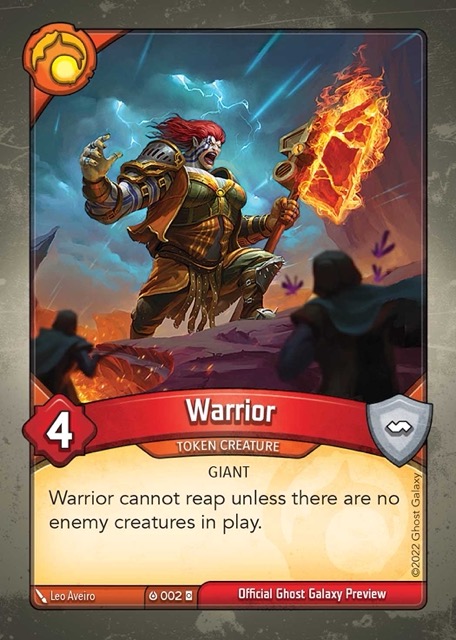 4
Warrior
TOKEN CREATURE
GIANT
Warrior cannot reap unless there are no
enemy creatures in play.
©2022 Ghost Galaxy
Leo Aveiro
002
Official Ghost Galaxy Preview